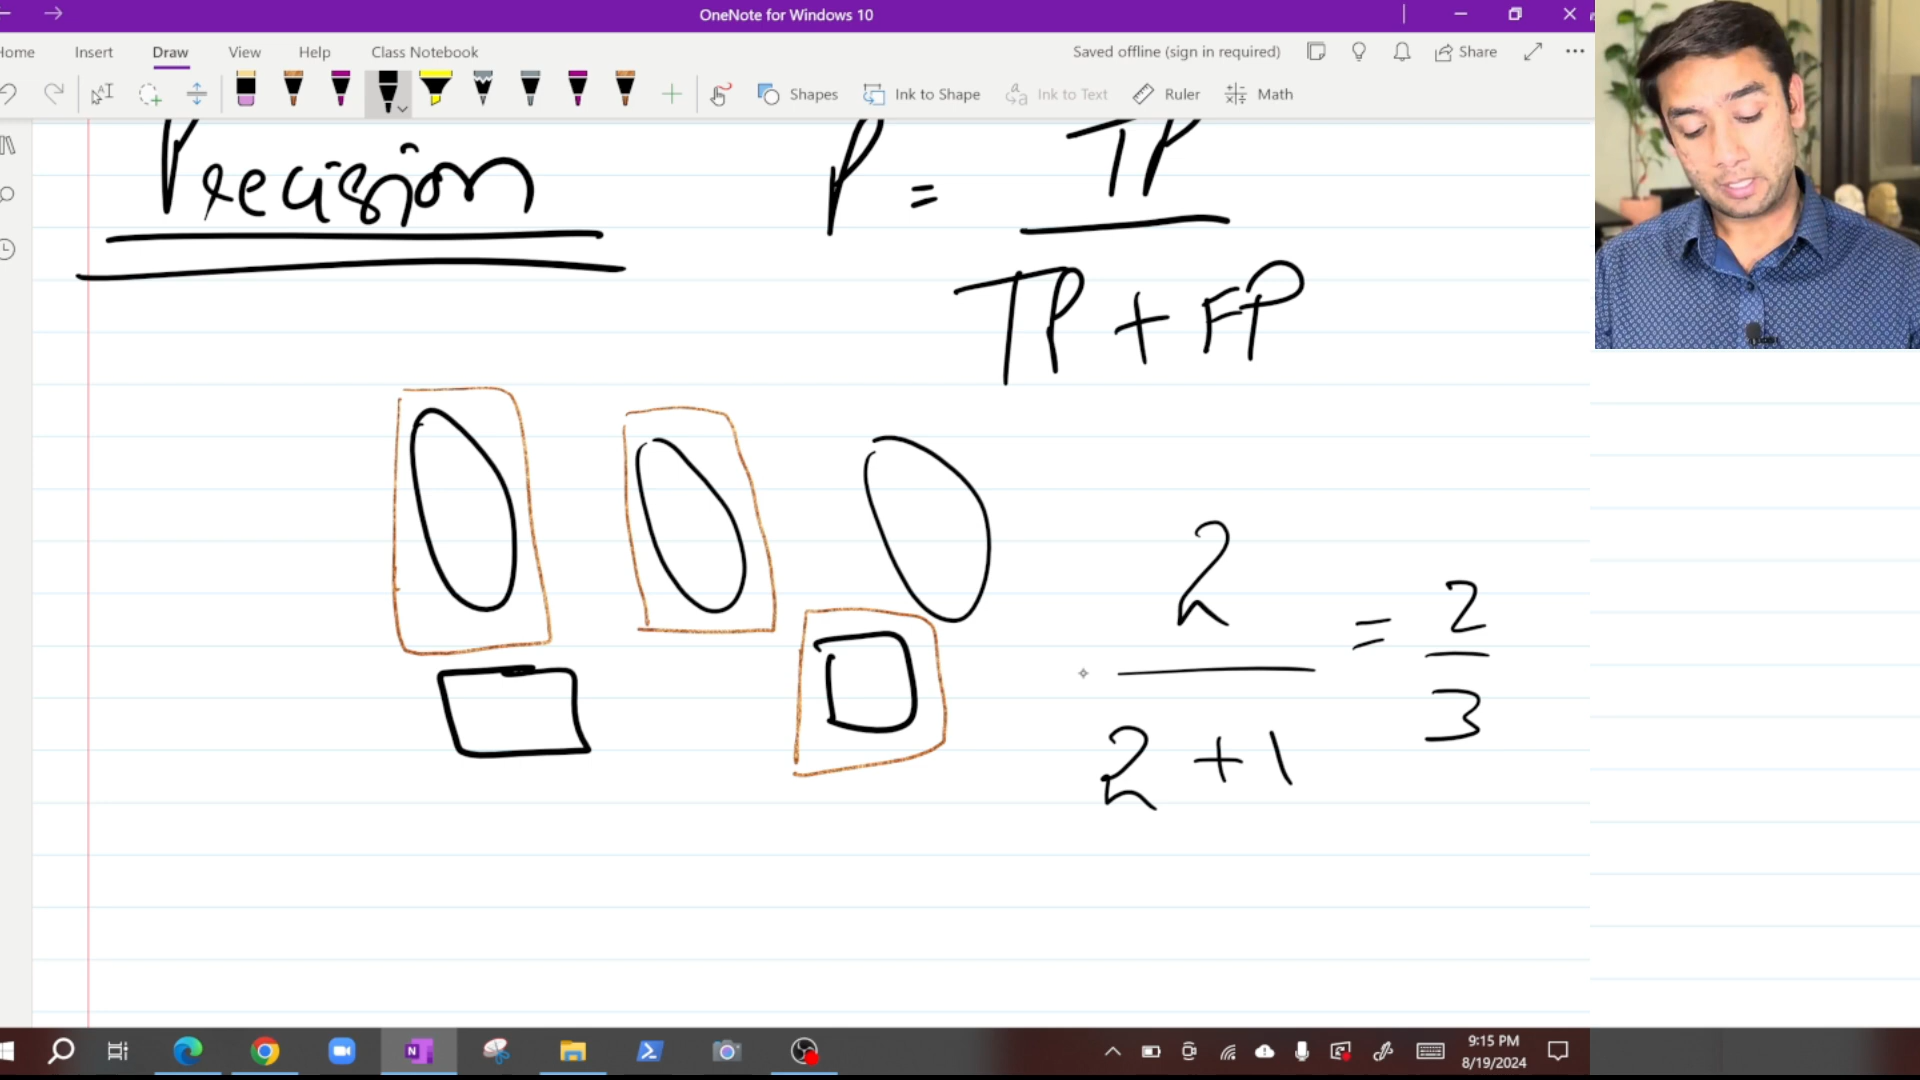 OneNote for Windows 10
Home Insert Draw View Help Class Notebook Saved offline (sign in required) Share
Shapes Ink to Shape Ink to Text Ruler Math
Precision
P = TP
TP + FP
2
2 + 1
= 2
3
9:15 PM
8/19/2024